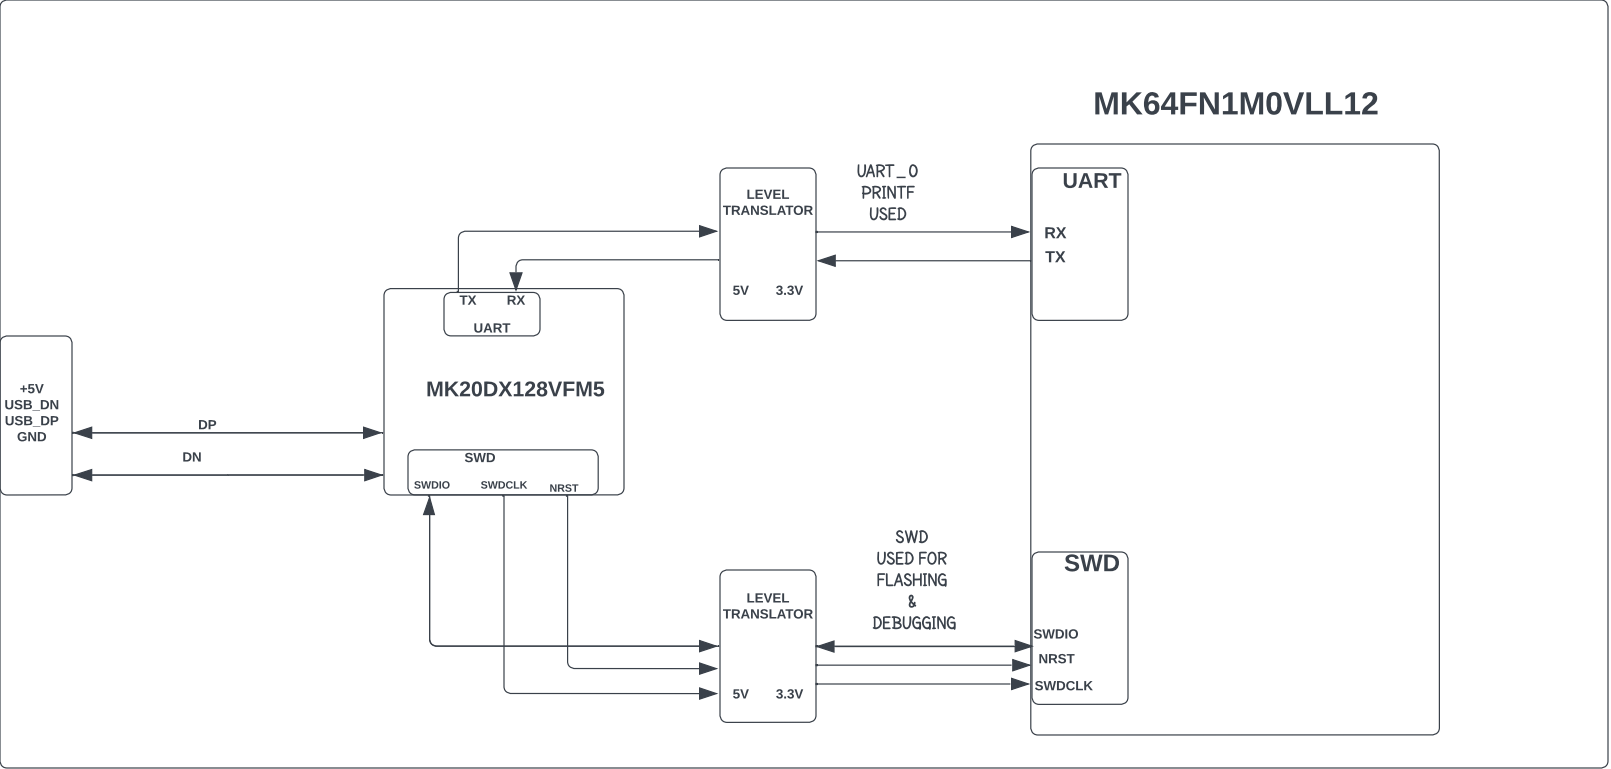 MK64FN1M0VLL12
UART_0
PRINTF
USED
LEVEL
TRANSLATOR
5V 3.3V
UART
RX
TX
TX RX
UART
MK20DX128VFM5
+5V
USB_DN
USB_DP
GND
DP
DN
SWD
SWDIO SWDCLK NRST
SWD
USED FOR
FLASHING
&
DEBUGGING
LEVEL
TRANSLATOR
5V 3.3V
SWD
SWDIO
NRST
SWDCLK